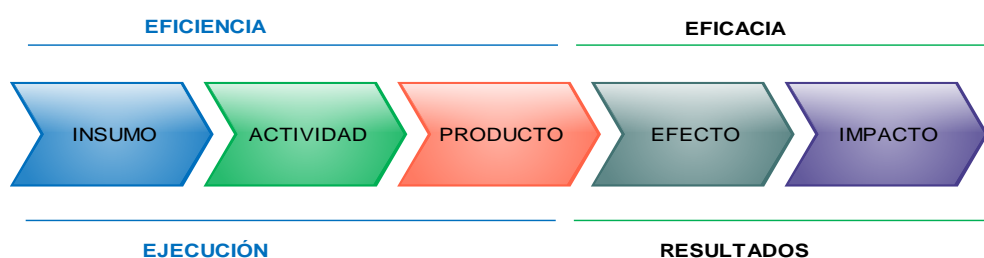 EFICIENCIA EFICACIA
INSUMO ACTIVIDAD PRODUCTO EFECTO IMPACTO
EJECUCIÓN RESULTADOS